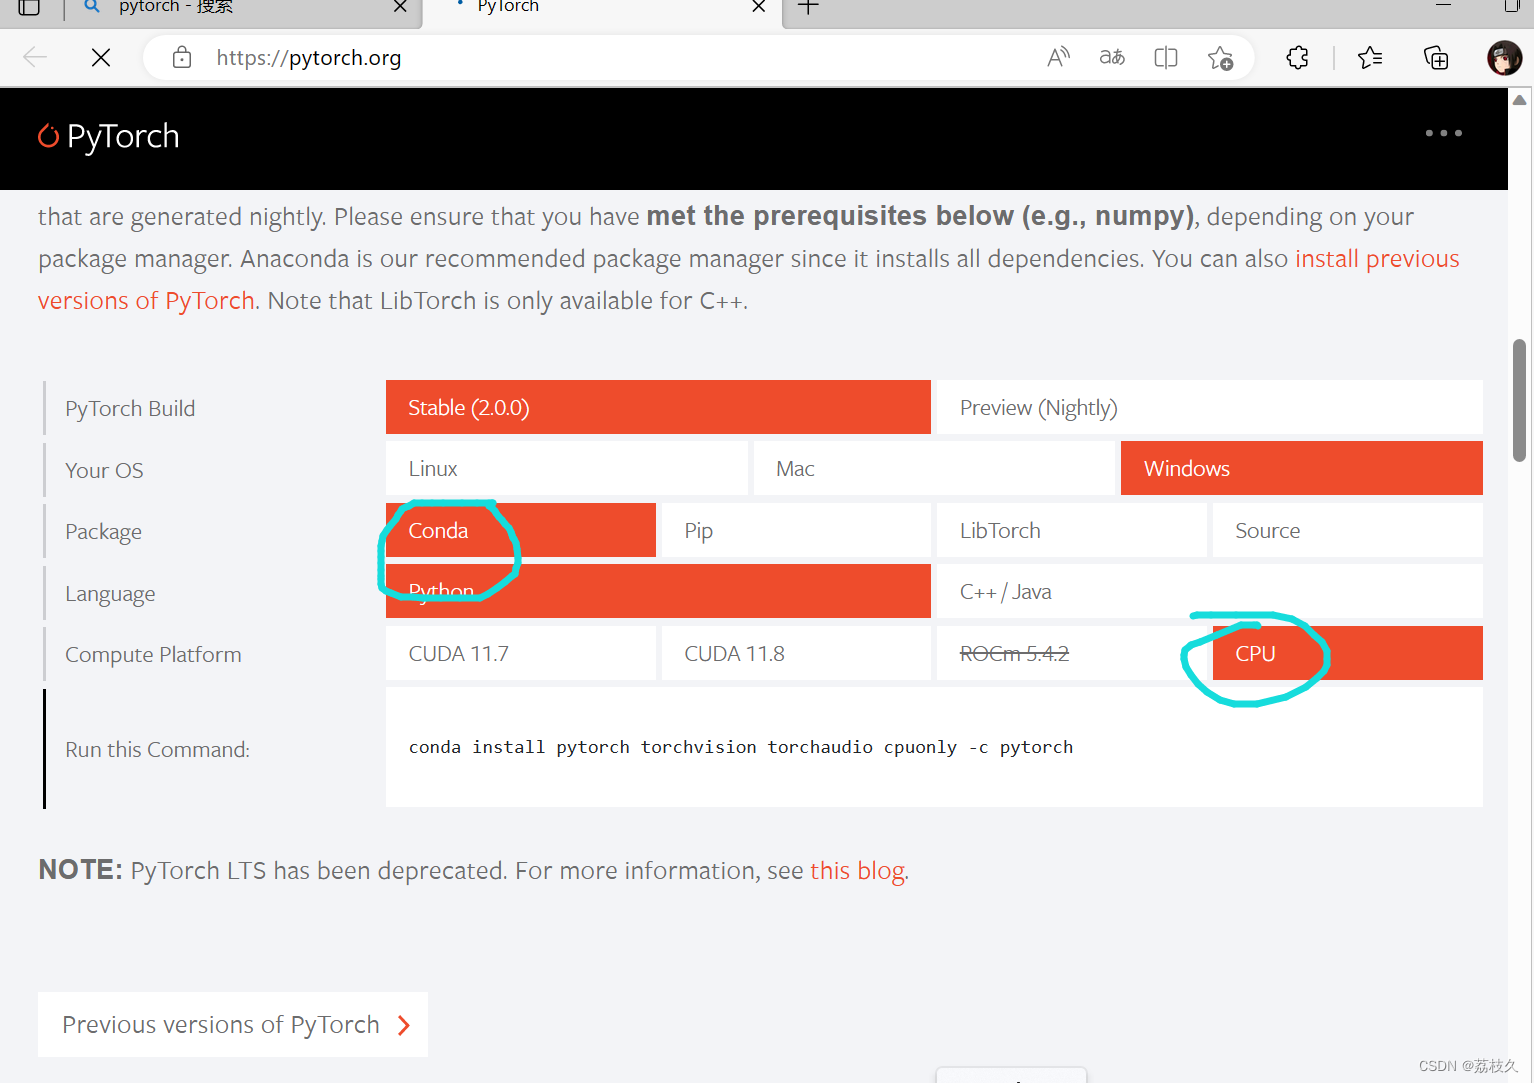 pytorch - 搜索
PyTorch
https://pytorch.org
PyTorch
that are generated nightly. Please ensure that you have met the prerequisites below (e.g., numpy), depending on your
package manager. Anaconda is our recommended package manager since it installs all dependencies. You can also install previous
versions of PyTorch. Note that LibTorch is only available for C++.
PyTorch Build
Stable (2.0.0)
Preview (Nightly)
Your OS
Linux
Mac
Windows
Package
Conda
Pip
LibTorch
Source
Language
Python
C++ / Java
Compute Platform
CUDA 11.7
CUDA 11.8
ROCm 5.4.2
CPU
Run this Command:
conda install pytorch torchvision torchaudio cpuonly -c pytorch
NOTE: PyTorch LTS has been deprecated. For more information, see this blog.
Previous versions of PyTorch
CSDN @荔枝久